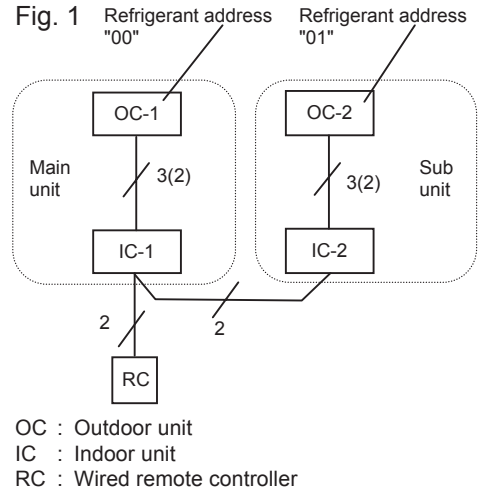 Fig. 1
Refrigerant address "00"
Refrigerant address "01"
OC-1
OC-2
Main unit
3(2)
3(2)
Sub unit
IC-1
IC-2
2
2
RC
OC : Outdoor unit
IC : Indoor unit
RC : Wired remote controller